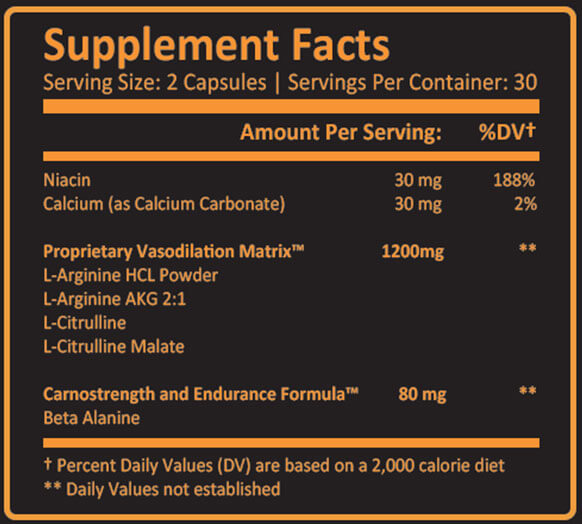 Supplement Facts
Serving Size: 2 Capsules | Servings Per Container: 30
Amount Per Serving: %DV†
Niacin 30 mg 188%
Calcium (as Calcium Carbonate) 30 mg 2%
Proprietary Vasodilation Matrix™ 1200mg **
L-Arginine HCL Powder
L-Arginine AKG 2:1
L-Citrulline
L-Citrulline Malate
Carnostrength and Endurance Formula™ 80 mg **
Beta Alanine
† Percent Daily Values (DV) are based on a 2,000 calorie diet
** Daily Values not established